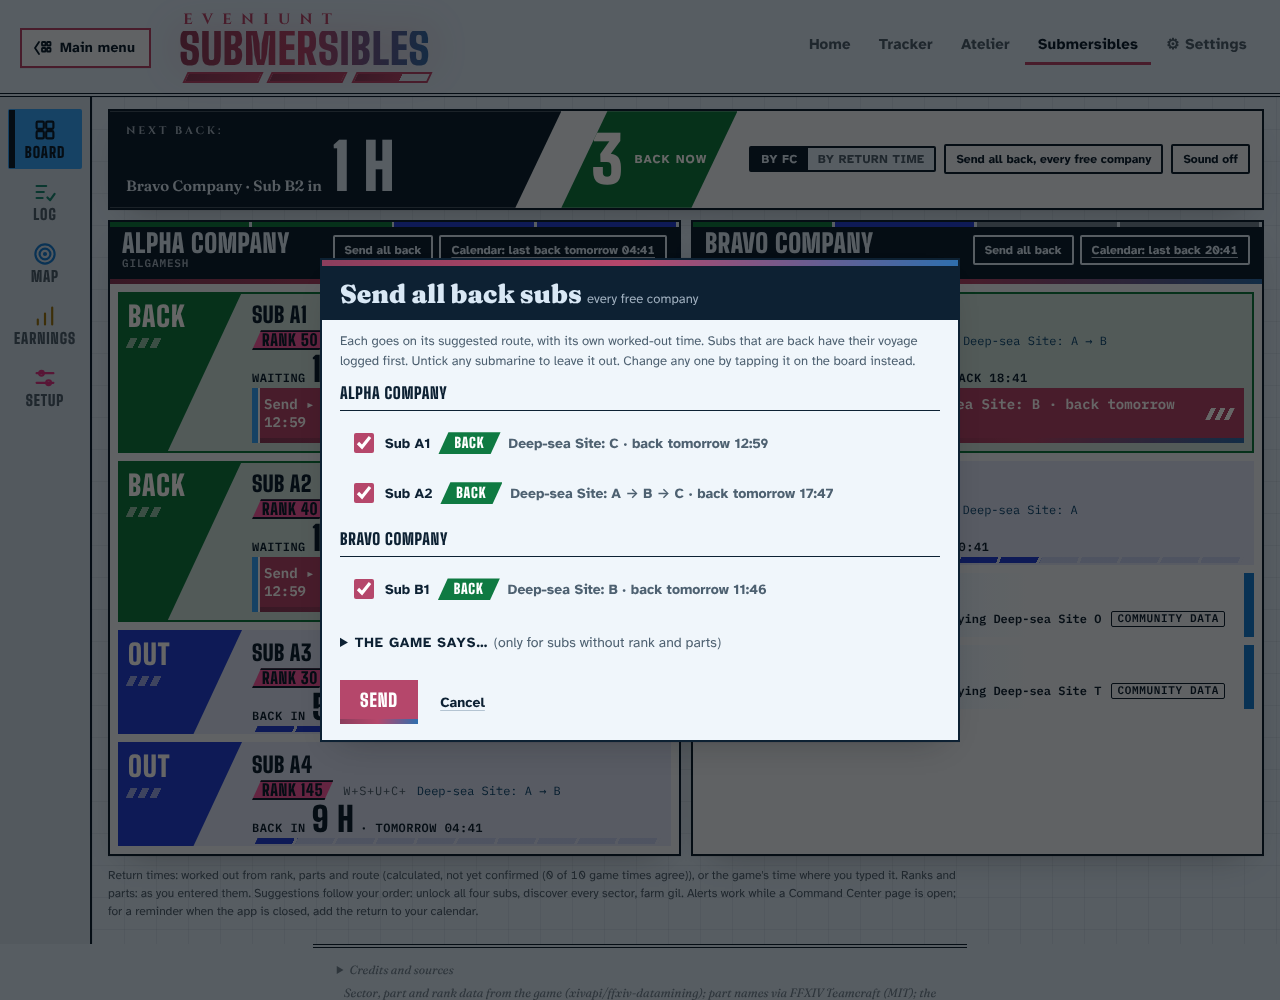 Main menu
EVENIUNT
SUBMERSIBLES
Home Tracker Atelier Submersibles ⚙ Settings
BOARD
LOG
MAP
EARNINGS
SETUP
NEXT BACK:
Bravo Company · Sub B2 in 1 H
3 BACK NOW
BY FC BY RETURN TIME
Send all back, every free company
Sound off
ALPHA COMPANY
GILGAMESH
Send all back
Calendar: last back tomorrow 04:41
BRAVO COMPANY
Send all back
Calendar: last back 20:41
BACK
SUB A1
RANK 50
WAITING 1
Send ▸
12:59
BACK
SUB A2
RANK 40
WAITING 1
Send ▸
12:59
OUT
SUB A3
RANK 30
BACK IN
OUT
SUB A4
RANK 145 W+S+U+C+ Deep-sea Site: A → B
BACK IN 9 H · TOMORROW 04:41
Deep-sea Site: A → B
ACK 18:41
ea Site: B · back tomorrow
Deep-sea Site: A
0:41
ying Deep-sea Site O COMMUNITY DATA
ying Deep-sea Site T COMMUNITY DATA
Send all back subs every free company
Each goes on its suggested route, with its own worked-out time. Subs that are back have their voyage
logged first. Untick any submarine to leave it out. Change any one by tapping it on the board instead.
ALPHA COMPANY
Sub A1 BACK Deep-sea Site: C · back tomorrow 12:59
Sub A2 BACK Deep-sea Site: A → B → C · back tomorrow 17:47
BRAVO COMPANY
Sub B1 BACK Deep-sea Site: B · back tomorrow 11:46
▸ THE GAME SAYS... (only for subs without rank and parts)
SEND
Cancel
Return times: worked out from rank, parts and route (calculated, not yet confirmed (0 of 10 game times agree)), or the game's time where you typed it. Ranks and
parts: as you entered them. Suggestions follow your order: unlock all four subs, discover every sector, farm gil. Alerts work while a Command Center page is open;
for a reminder when the app is closed, add the return to your calendar.
▸ Credits and sources
Sector, part and rank data from the game (xivapi/ffxiv-datamining); part names via FFXIV Teamcraft (MIT); the